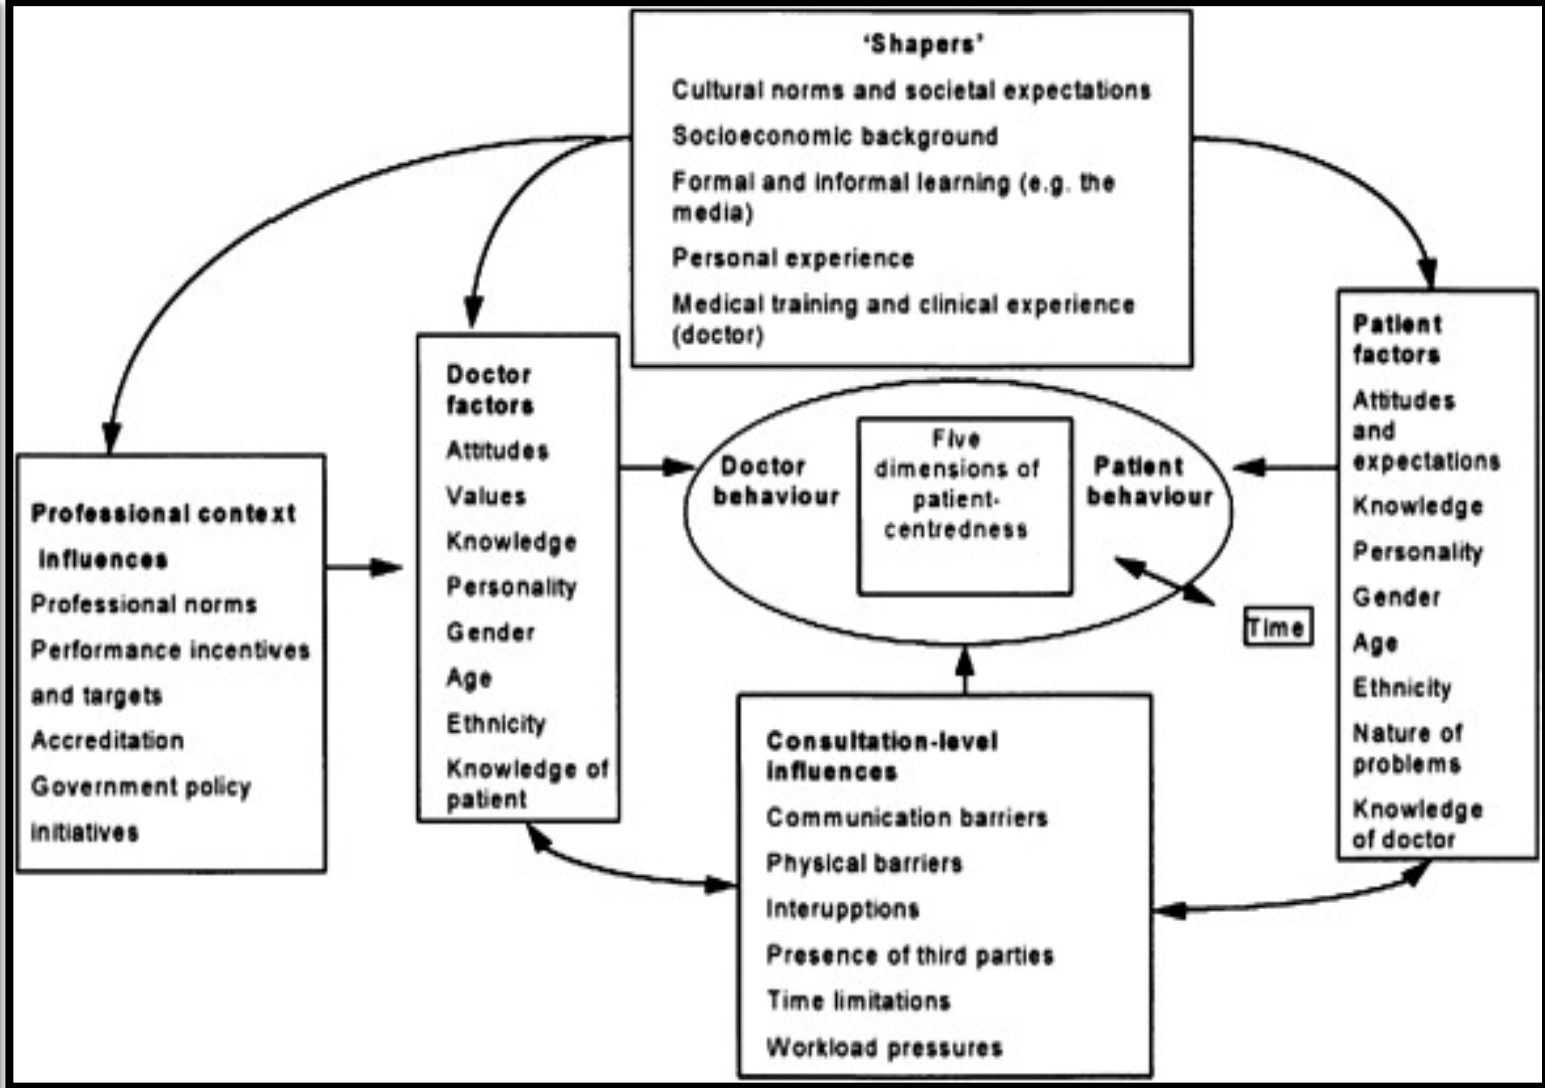 ‘Shapers’
Cultural norms and societal expectations
Socioeconomic background
Formal and informal learning (e.g. the
media)
Personal experience
Medical training and clinical experience
(doctor)
Professional context
influences
Professional norms
Performance incentives
and targets
Accreditation
Government policy
initiatives
Doctor
factors
Attitudes
Values
Knowledge
Personality
Gender
Age
Ethnicity
Knowledge of
patient
Doctor
behaviour
Five
dimensions of
patient-
centredness
Patient
behaviour
Time
Patient
factors
Attitudes
and
expectations
Knowledge
Personality
Gender
Age
Ethnicity
Nature of
problems
Knowledge
of doctor
Consultation-level
influences
Communication barriers
Physical barriers
Interupptions
Presence of third parties
Time limitations
Workload pressures